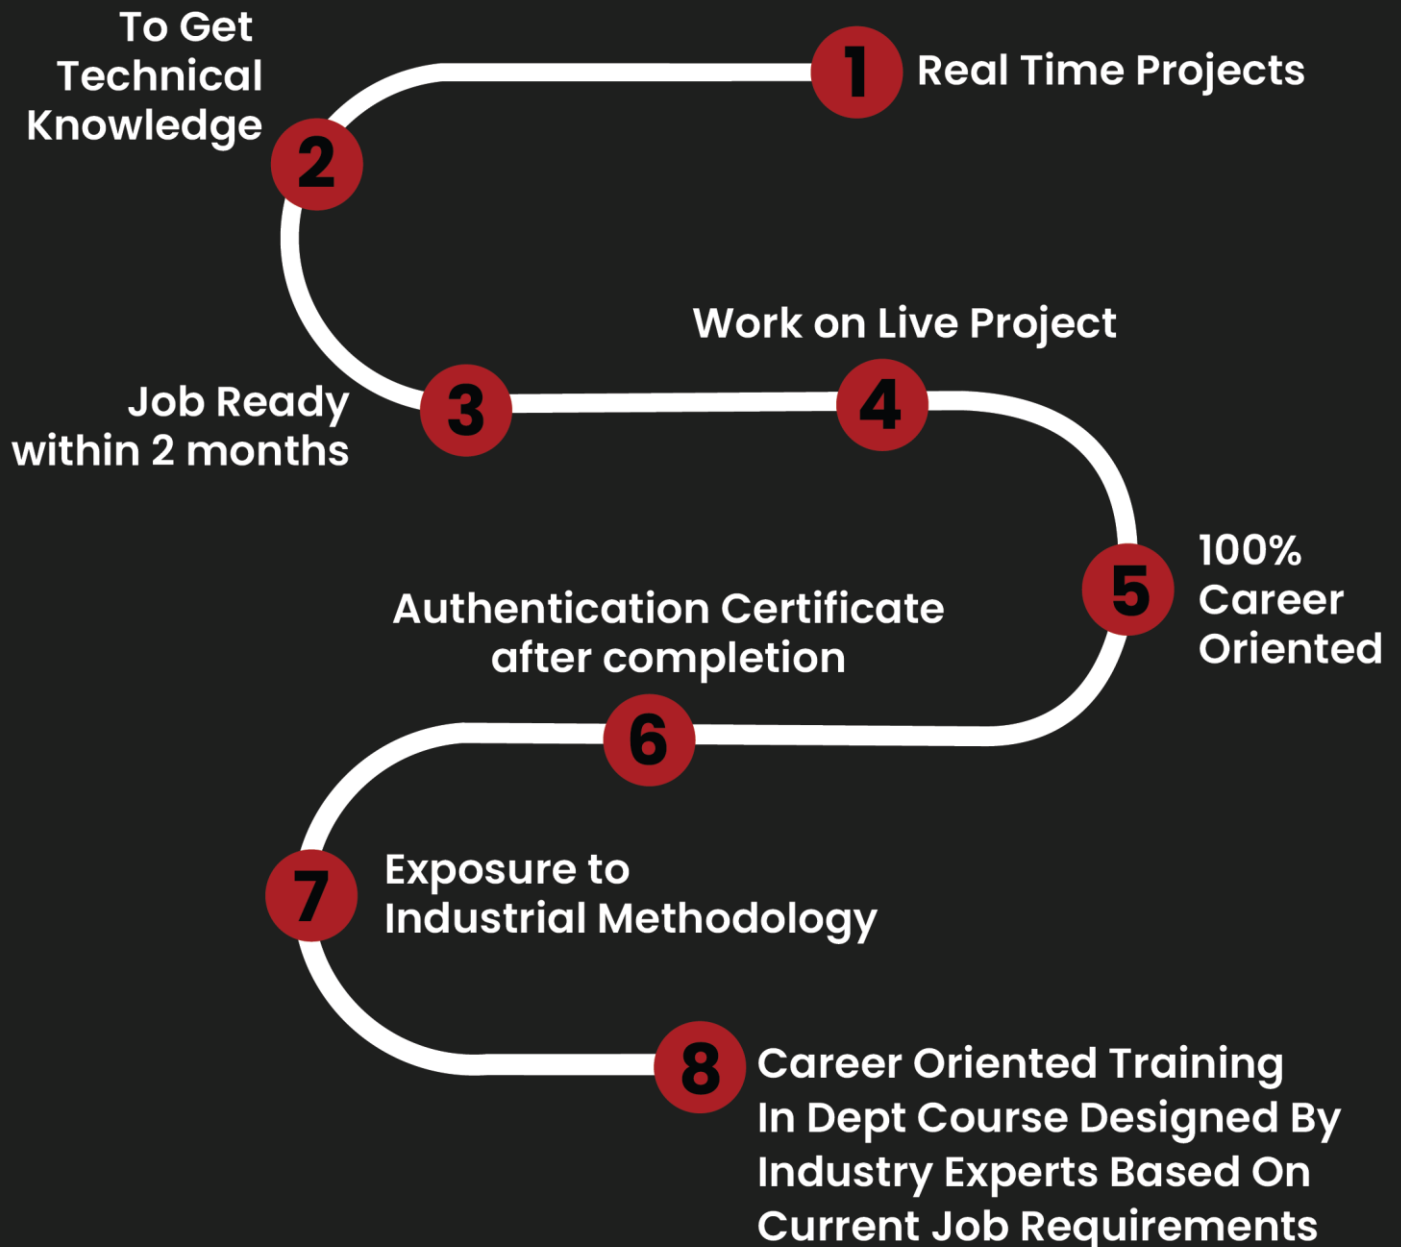 1
Real Time Projects
To Get
Technical
Knowledge
2
Job Ready
within 2 months
3
Work on Live Project
4
5
100%
Career
Oriented
Authentication Certificate
after completion
6
7
Exposure to
Industrial Methodology
8
Career Oriented Training
In Dept Course Designed By
Industry Experts Based On
Current Job Requirements